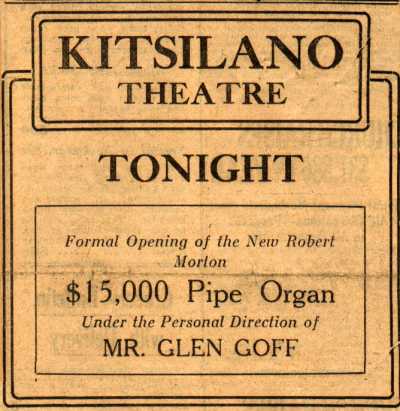 KITSILANO
THEATRE
TONIGHT
Formal Opening of the New Robert
Morton
$15,000 Pipe Organ
Under the Personal Direction of
MR. GLEN GOFF